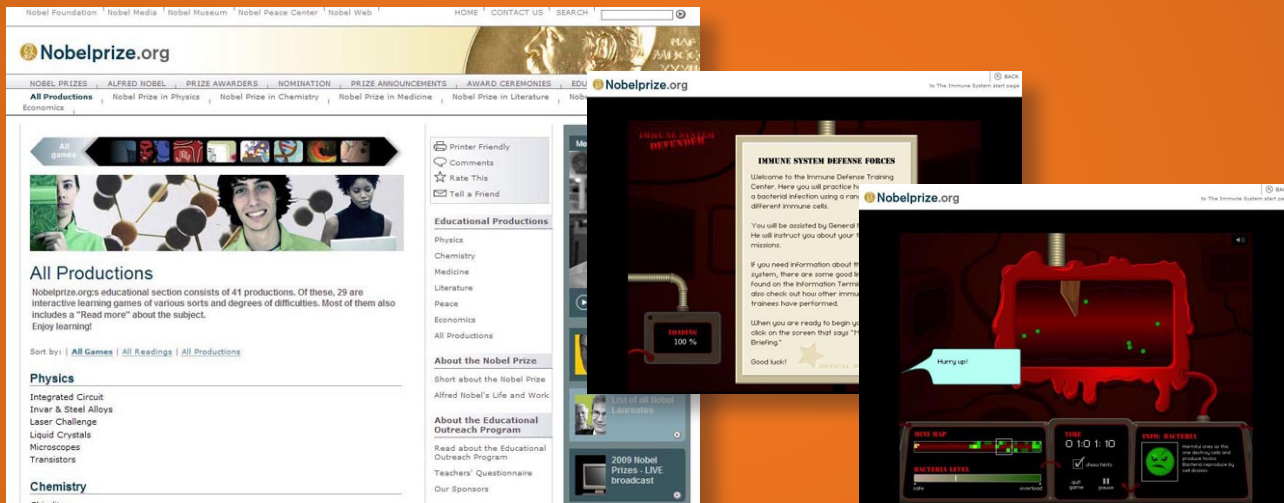 Nobel Foundation Nobel Media Nobel Museum Nobel Peace Center Nobel Web HOME CONTACT US SEARCH
Nobelprize.org
NOBEL PRIZES ALFRED NOBEL PRIZE AWARDERS NOMINATION PRIZE ANNOUNCEMENTS AWARD CEREMONIES EDU
All Productions Nobel Prize in Physics Nobel Prize in Chemistry Nobel Prize in Medicine Nobel Prize in Literature
Economics
All games
Printer Friendly
Comments
Rate This
Tell a Friend
All Productions
Nobelprize.org:s educational section consists of 41 productions. Of these, 29 are
interactive learning games of various sorts and degrees of difficulties. Most of them also
includes a "Read more" about the subject.
Enjoy learning!
Sort by: | All Games | All Readings | All Productions
Physics
Integrated Circuit
Invar & Steel Alloys
Laser Challenge
Liquid Crystals
Microscopes
Transistors
Chemistry
Educational Productions
Physics
Chemistry
Medicine
Literature
Peace
Economics
All Productions
About the Nobel Prize
Short about the Nobel Prize
Alfred Nobel's Life and Work
About the Educational
Outreach Program
Read about the Educational
Outreach Program
Teachers' Questionnaire
Our Sponsors
List of all Nobel
Laureates
2009 Nobel
Prizes - LIVE
broadcast
Nobelprize.org
BACK
to The Immune System start page
IMMUNE SYSTEM
DEFENDER
LOADING
100 %
IMMUNE SYSTEM DEFENSE FORCES
Welcome to the Immune Defense Training
Center. Here you will practice
a bacterial infection using a
different immune cells.
You will be assisted by General
He will instruct you about your
missions.
If you need information about
system, there are some good
found on the Information
also check out how other
trainees have performed.
When you are ready to begin
click on the screen that says
Briefing."
Good luck!
Nobelprize.org
to The Immune System start
Hurry up!
MINI MAP
BACTERIA LEVEL
safe overload
TIME
0 1:0 1: 10
show hints
quit game
pause
INFO: BACTERIA
Harmful ones as this
one destroy cells and
produce toxins.
Bacteria reproduce by
cell division.